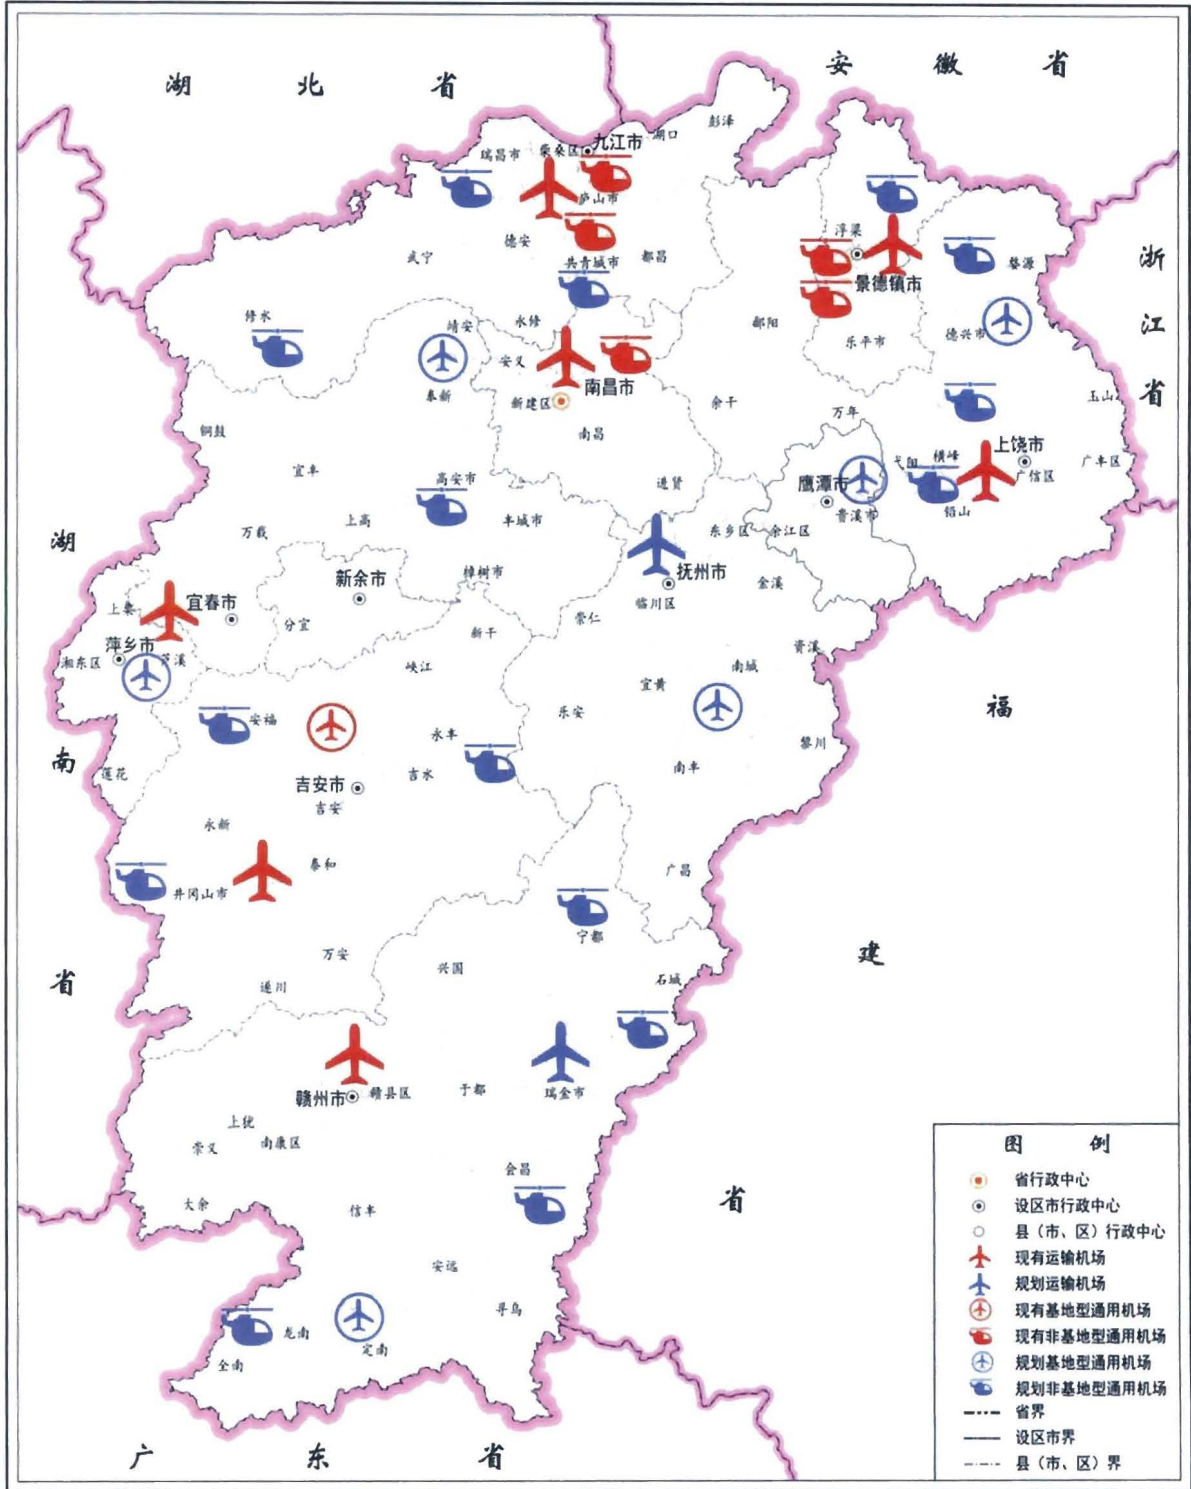 湖北省
安徽省
彭泽
湖口
九江市
柴桑区
瑞昌市
庐山市
浮梁
德安
武宁
共青城市
都昌
婺源
浙江省
景德镇市
修水
永修
靖安
鄱阳
德兴市
乐平市
安义
南昌市
奉新
新建区
余干
玉山
万年
铜鼓
南昌
上饶市
横峰
弋阳
广丰区
宜丰
广信区
高安市
进贤
鹰潭市
铅山
贵溪市
上高
丰城市
万载
东乡区
余江区
湖南省
樟树市
抚州市
新余市
金溪
宜春市
临川区
上栗
崇仁
分宜
新干
萍乡市
资溪
湘东区
芦溪
峡江
南城
宜黄
福建省
乐安
安福
永丰
黎川
南丰
莲花
吉水
吉安市
吉安
永新
泰和
广昌
井冈山市
宁都
万安
兴国
石城
遂川
赣州市
赣县区
于都
瑞金市
上犹
南康区
崇义
会昌
大余
信丰
安远
寻乌
龙南
定南
全南
广东省
图例
省行政中心
设区市行政中心
县（市、区）行政中心
现有运输机场
规划运输机场
现有基地型通用机场
现有非基地型通用机场
规划基地型通用机场
规划非基地型通用机场
省界
设区市界
县（市、区）界